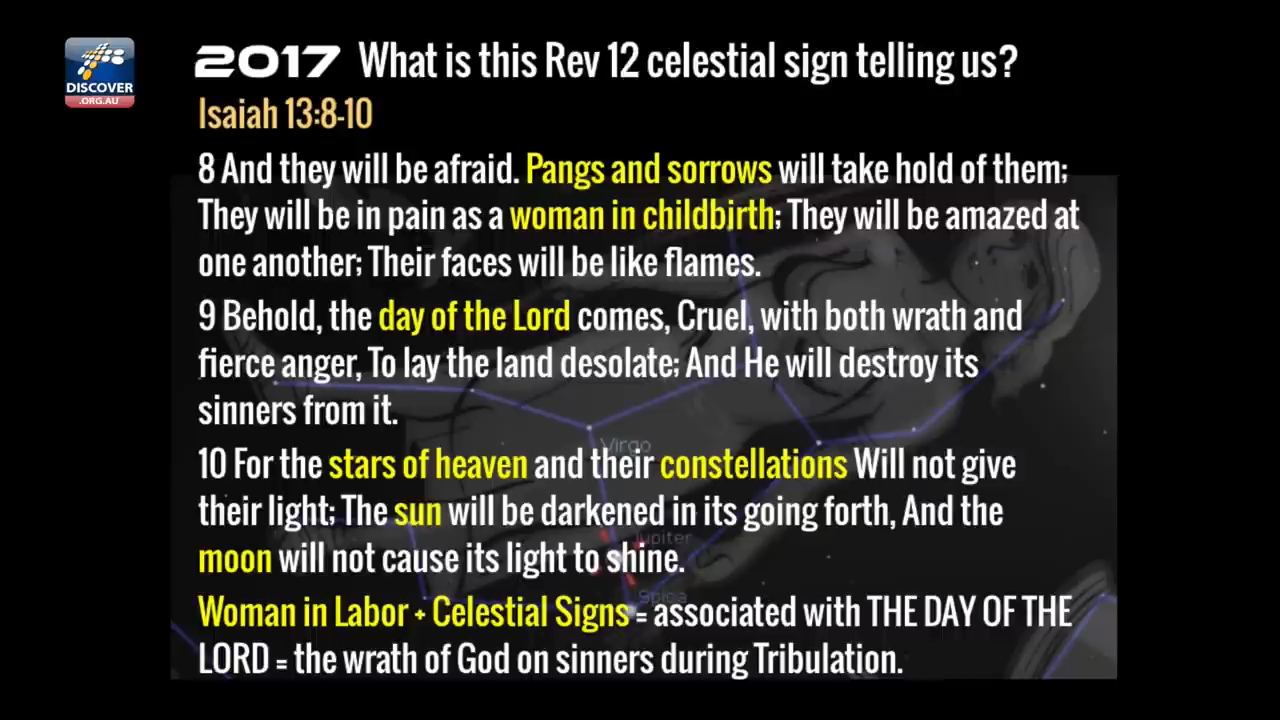 DISCOVER
.ORG.AU
2017 What is this Rev 12 celestial sign telling us?
Isaiah 13:8-10
8 And they will be afraid. Pangs and sorrows will take hold of them;
They will be in pain as a woman in childbirth; They will be amazed at
one another; Their faces will be like flames.
9 Behold, the day of the Lord comes, Cruel, with both wrath and
fierce anger, To lay the land desolate; And He will destroy its
sinners from it.
10 For the stars of heaven and their constellations Will not give
Virgo
their light; The sun will be darkened in its going forth, And the
Jupiter
moon will not cause its light to shine.
Spica
Woman in Labor + Celestial Signs = associated with THE DAY OF THE
LORD = the wrath of God on sinners during Tribulation.